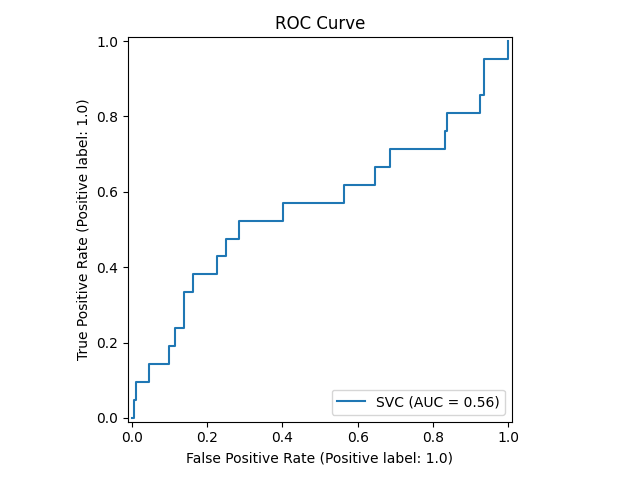 ROC Curve
True Positive Rate (Positive label: 1.0)
1.0
0.8
0.6
0.4
0.2
0.0
SVC (AUC = 0.56)
0.0 0.2 0.4 0.6 0.8 1.0
False Positive Rate (Positive label: 1.0)